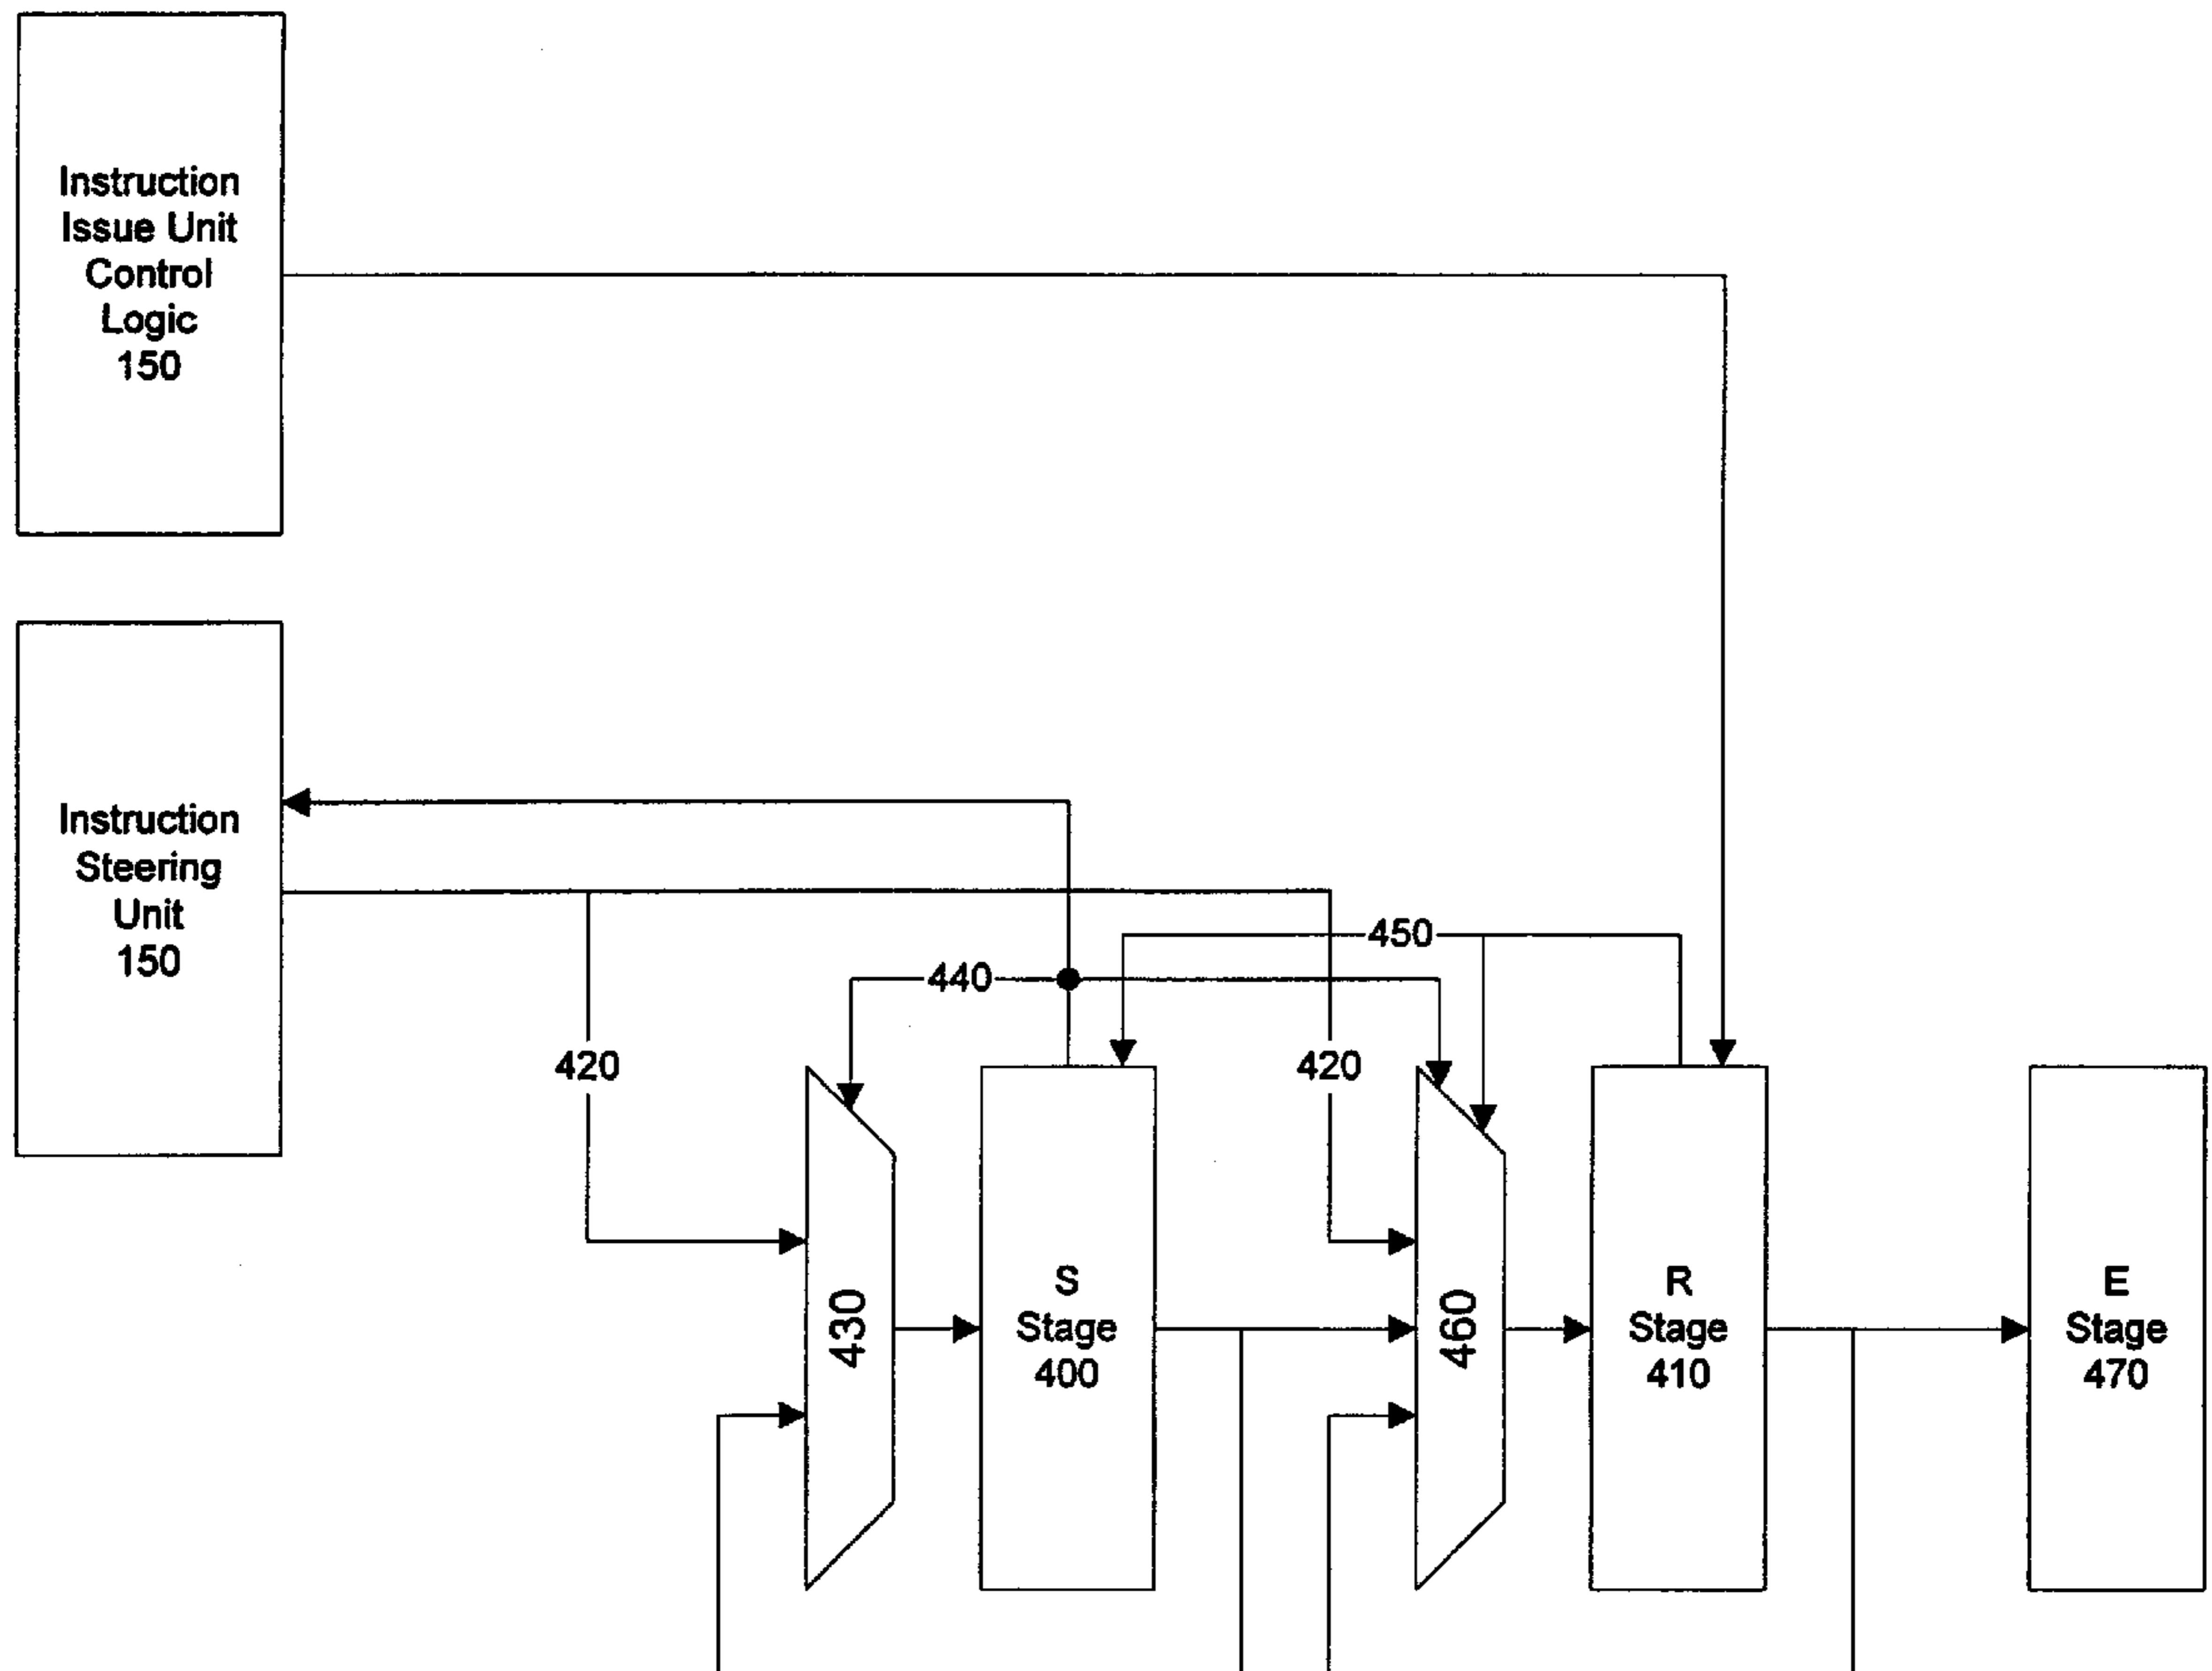 Instruction
Issue Unit
Control
Logic
150
Instruction
Steering
Unit
150
450
440
420
420
430
S
Stage
400
460
R
Stage
410
E
Stage
470